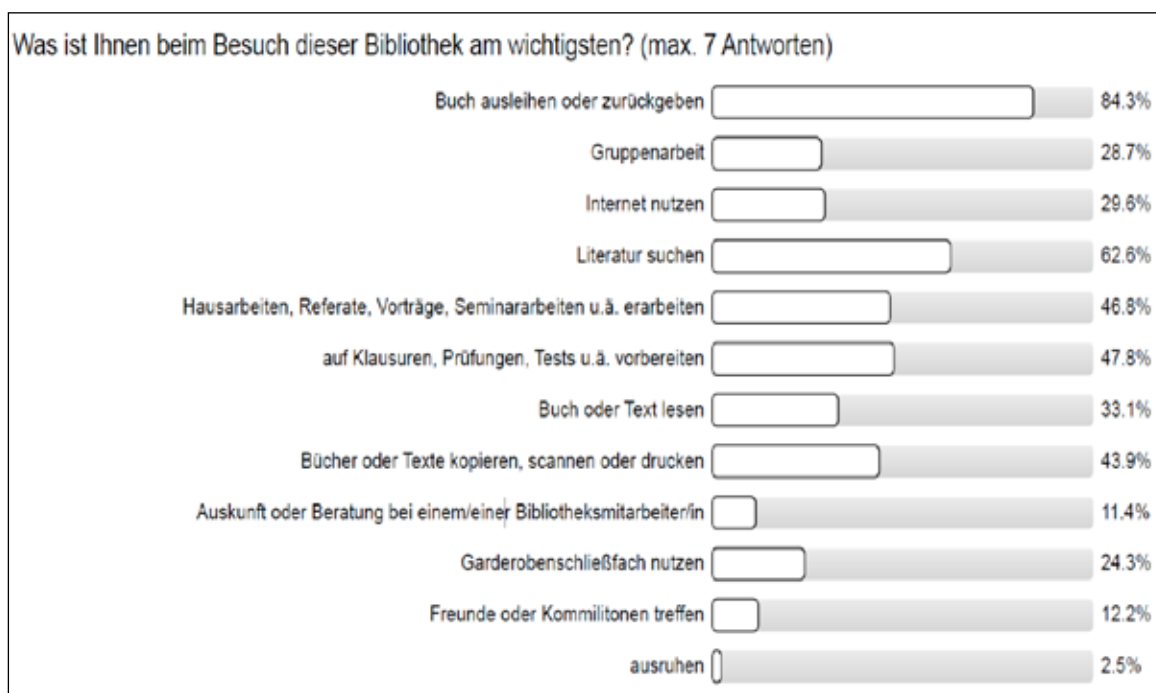 Was ist Ihnen beim Besuch dieser Bibliothek am wichtigsten? (max. 7 Antworten)
Buch ausleihen oder zurückgeben 84.3%
Gruppenarbeit 28.7%
Internet nutzen 29.6%
Literatur suchen 62.6%
Hausarbeiten, Referate, Vorträge, Seminararbeiten u.ä. erarbeiten 46.8%
auf Klausuren, Prüfungen, Tests u.ä. vorbereiten 47.8%
Buch oder Text lesen 33.1%
Bücher oder Texte kopieren, scannen oder drucken 43.9%
Auskunft oder Beratung bei einem/einer Bibliotheksmitarbeiter/in 11.4%
Garderobenschließfach nutzen 24.3%
Freunde oder Kommilitonen treffen 12.2%
ausruhen 2.5%